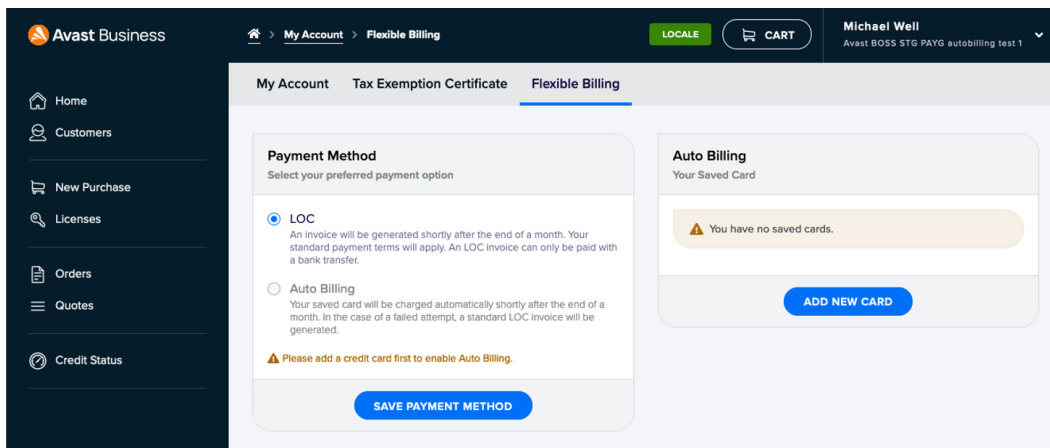 Avast Business
> My Account > Flexible Billing
LOCALE
CART
Michael Well
Avast BOSS STG PAYG autobilling test 1
My Account Tax Exemption Certificate Flexible Billing
Home
Customers
New Purchase
Licenses
Orders
Quotes
Credit Status
Payment Method
Select your preferred payment option
LOC
An invoice will be generated shortly after the end of a month. Your
standard payment terms will apply. An LOC invoice can only be paid with
a bank transfer.
Auto Billing
Your saved card will be charged automatically shortly after the end of a
month. In the case of a failed attempt, a standard LOC invoice will be
generated.
Please add a credit card first to enable Auto Billing.
SAVE PAYMENT METHOD
Auto Billing
Your Saved Card
You have no saved cards.
ADD NEW CARD